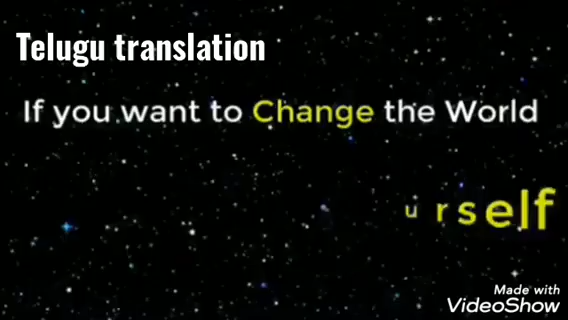 Telugu translation
If you want to Change the World
urself
Made with
VideoShow